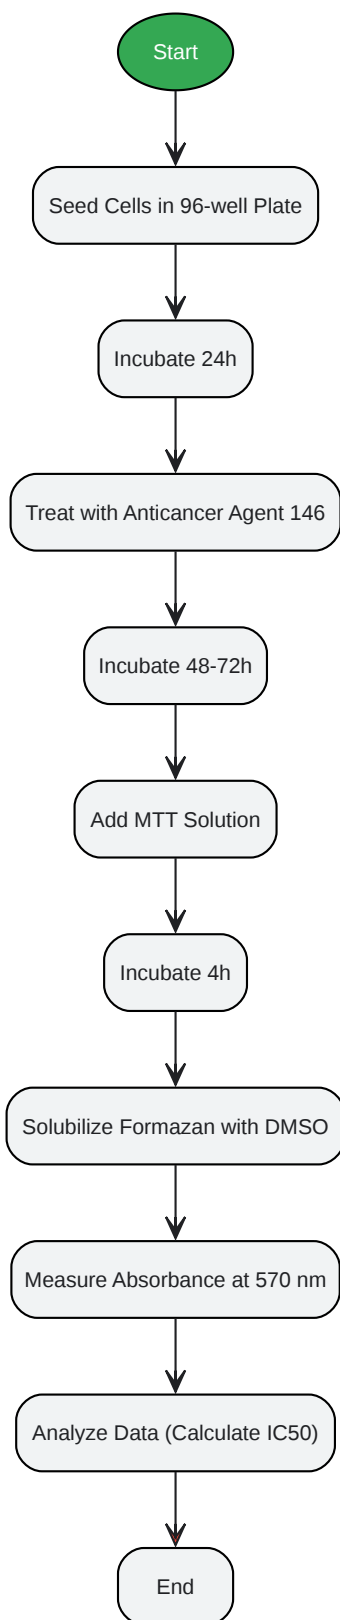 Start
Seed Cells in 96-well Plate
Incubate 24h
Treat with Anticancer Agent 146
Incubate 48-72h
Add MTT Solution
Incubate 4h
Solubilize Formazan with DMSO
Measure Absorbance at 570 nm
Analyze Data (Calculate IC50)
End